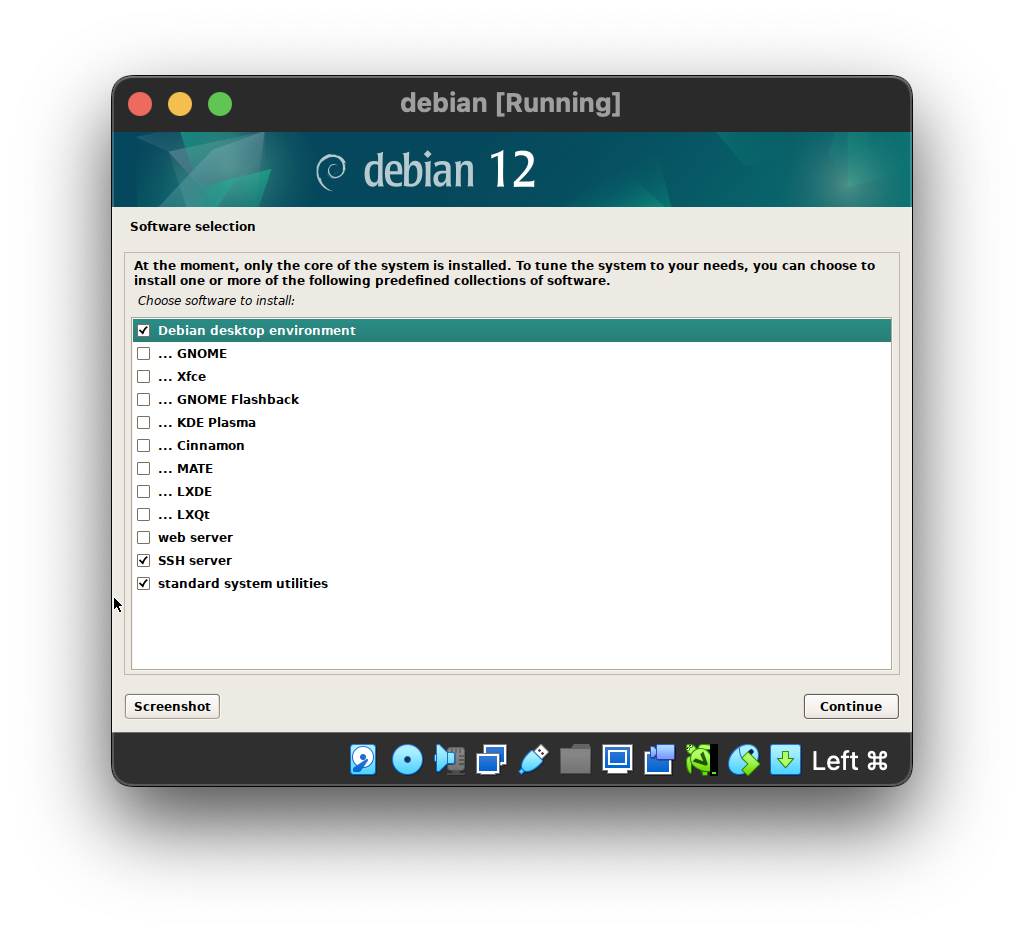 debian [Running]
debian 12
Software selection
At the moment, only the core of the system is installed. To tune the system to your needs, you can choose to
install one or more of the following predefined collections of software.
Choose software to install:
Debian desktop environment
... GNOME
... Xfce
... GNOME Flashback
... KDE Plasma
... Cinnamon
... MATE
... LXDE
... LXQt
web server
SSH server
standard system utilities
Screenshot
Continue
Left ⌘